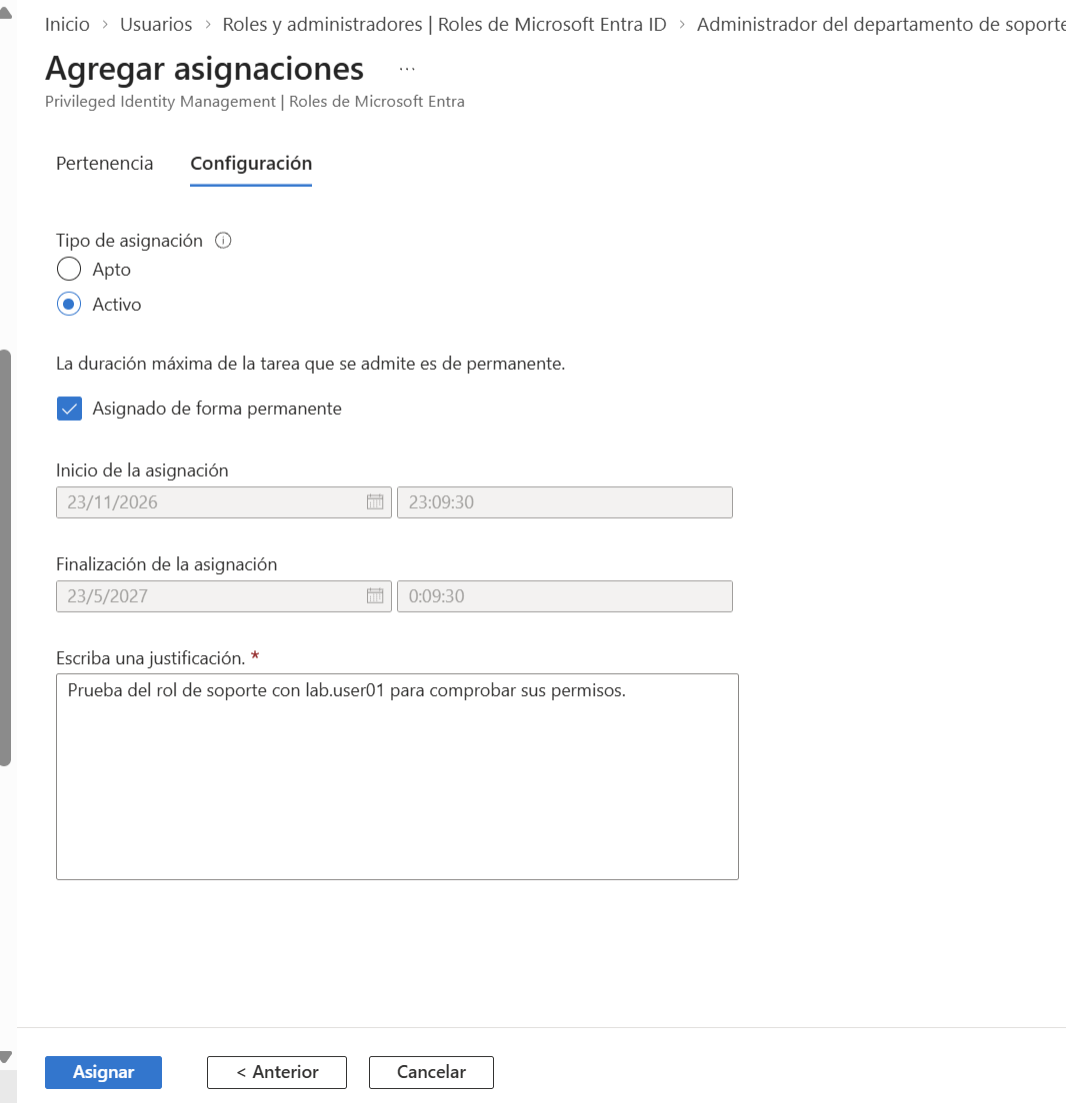 Inicio > Usuarios > Roles y administradores | Roles de Microsoft Entra ID > Administrador del departamento de soporte
Agregar asignaciones ...
Privileged Identity Management | Roles de Microsoft Entra
Pertenencia Configuración
Tipo de asignación
Apto
Activo
La duración máxima de la tarea que se admite es de permanente.
Asignado de forma permanente
Inicio de la asignación
23/11/2026 23:09:30
Finalización de la asignación
23/5/2027 0:09:30
Escriba una justificación. *
Prueba del rol de soporte con lab.user01 para comprobar sus permisos.
Asignar < Anterior Cancelar